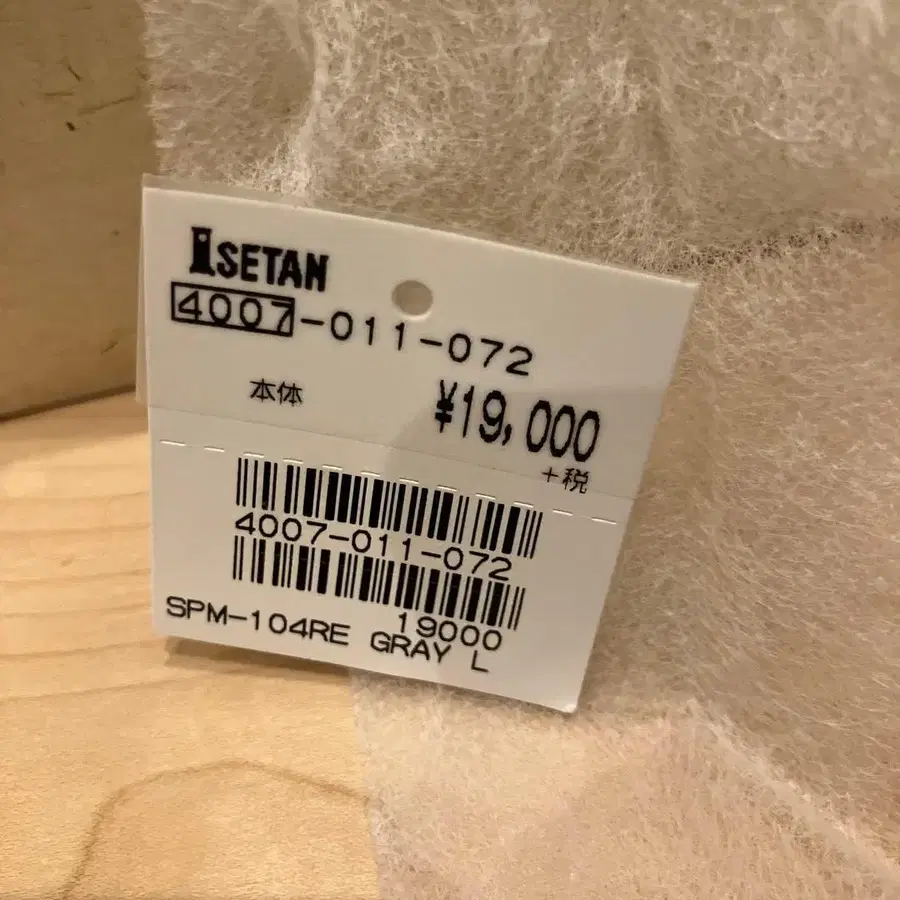 ISETAN
4007-011-072
本体 ¥19,000
+税
4007-011-072
19000
SPM-104RE GRAY L